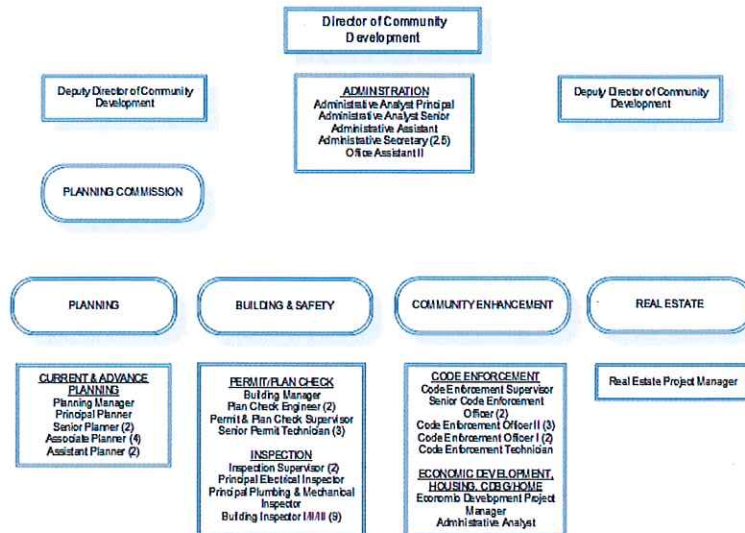 Director of Community
Development
Deputy Director of Community
Development
ADMINISTRATION
Administrative Analyst Principal
Administrative Analyst Senior
Administrative Assistant
Administrative Secretary (2.5)
Office Assistant II
Deputy Director of Community
Development
PLANNING COMMISSION
PLANNING
BUILDING & SAFETY
COMMUNITY ENHANCEMENT
REAL ESTATE
CURRENT & ADVANCE
PLANNING
Planning Manager
Principal Planner
Senior Planner (2)
Associate Planner (4)
Assistant Planner (2)
PERMIT/PLAN CHECK
Building Manager
Plan Check Engineer (2)
Permit & Plan Check Supervisor
Senior Permit Technician (3)
INSPECTION
Inspection Supervisor (2)
Principal Electrical Inspector
Principal Plumbing & Mechanical
Inspector
Building Inspector I/II/III (9)
CODE ENFORCEMENT
Code Enforcement Supervisor
Senior Code Enforcement
Officer (2)
Code Enforcement Officer II (3)
Code Enforcement Officer I (2)
Code Enforcement Technician
ECONOMIC DEVELOPMENT,
HOUSING, CDBG/HOME
Economic Development Project
Manager
Administrative Analyst
Real Estate Project Manager